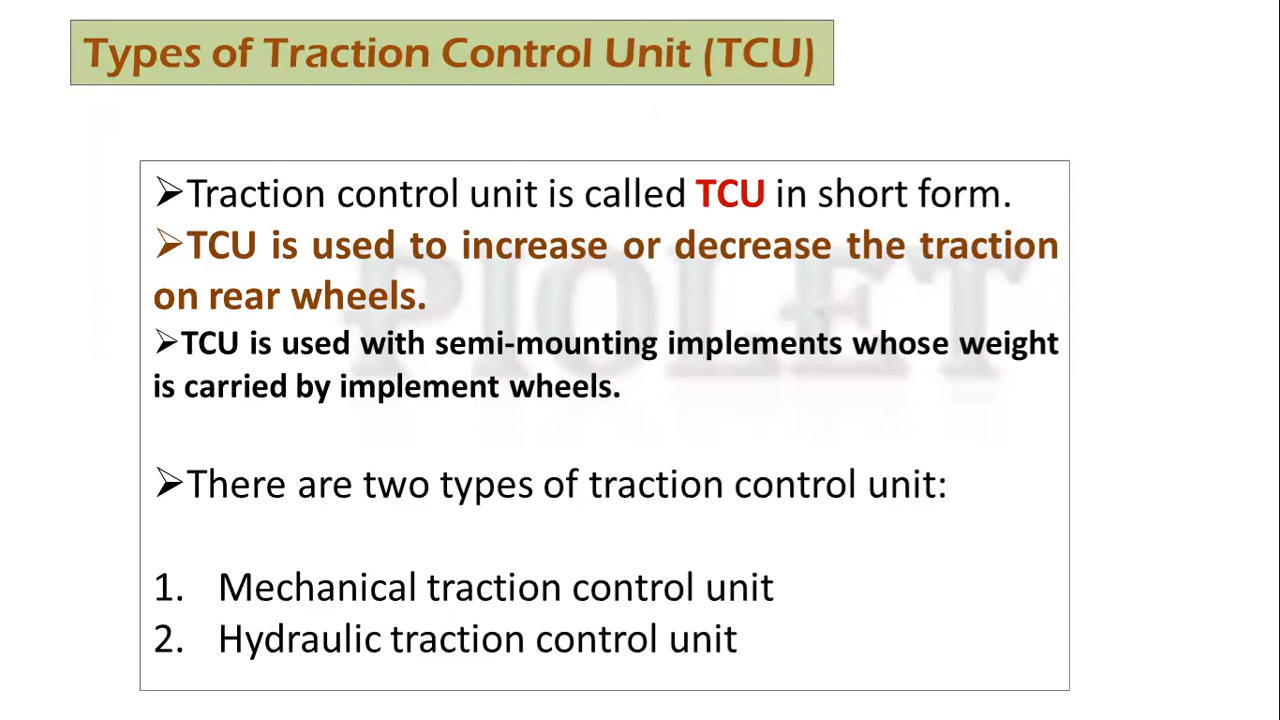 Types of Traction Control Unit (TCU)
➢Traction control unit is called TCU in short form.
➢TCU is used to increase or decrease the traction
on rear wheels.
➢TCU is used with semi-mounting implements whose weight
is carried by implement wheels.
➢There are two types of traction control unit:
1. Mechanical traction control unit
2. Hydraulic traction control unit
PIOLET